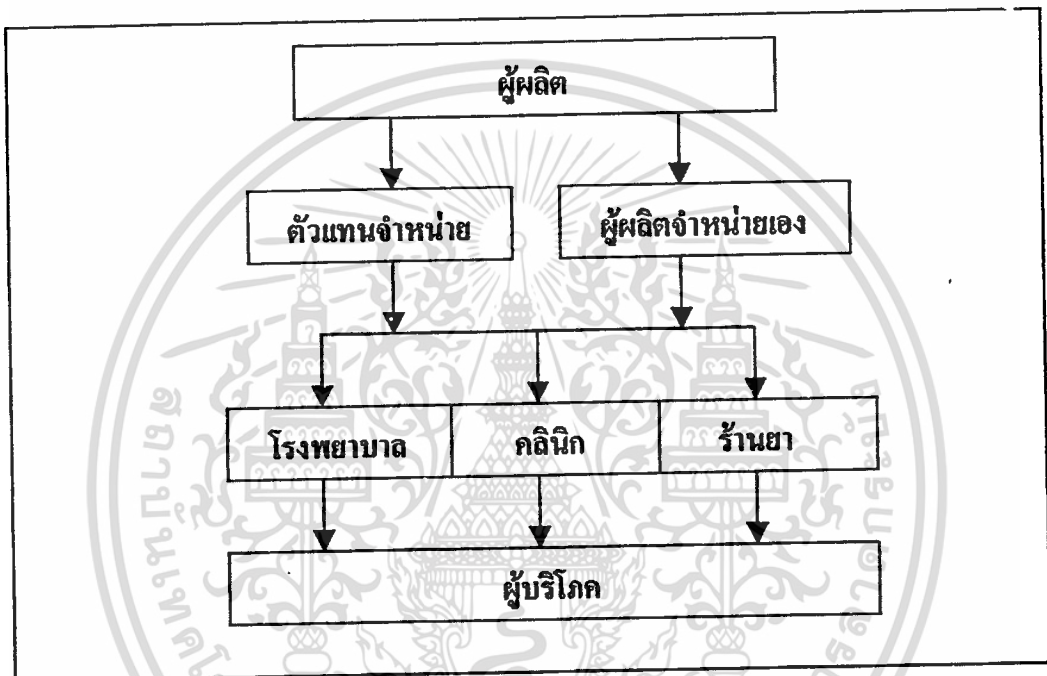 ผู้ผลิต
ตัวแทนจำหน่าย
ผู้ผลิตจำหน่ายเอง
โรงพยาบาล
คลินิก
ร้านยา
ผู้บริโภค